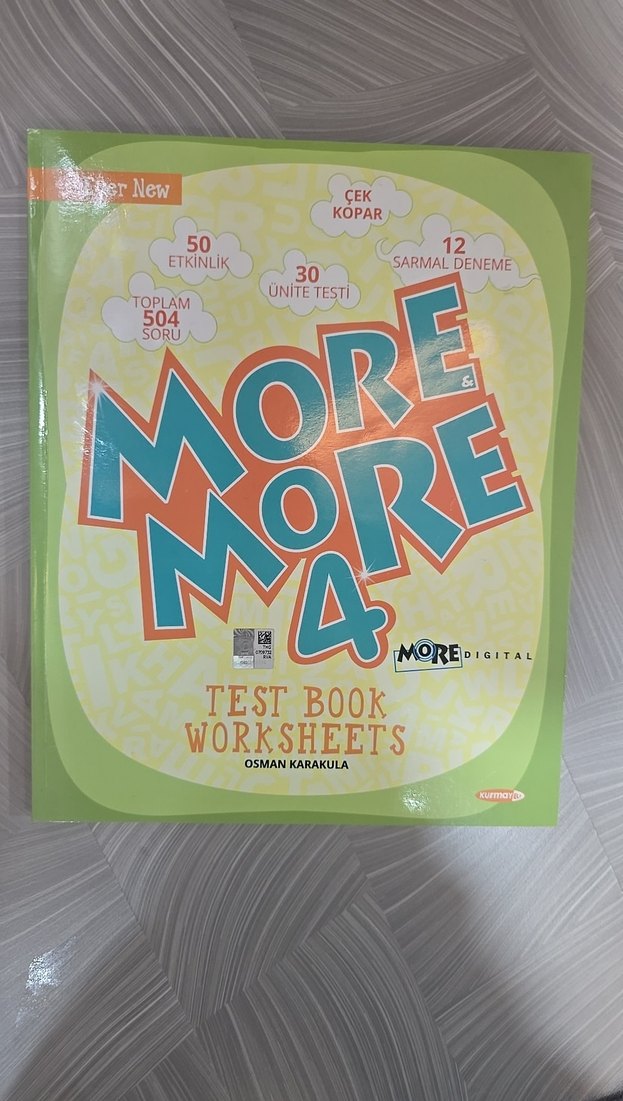 New
ÇEK
KOPAR
50
ETKİNLİK
12
SARMAL DENEME
30
ÜNİTE TESTİ
TOPLAM
504
SORU
MORE
&
MORE
4
MORE DIGITAL
TEST BOOK
WORKSHEETS
OSMAN KARAKULA
kurmay